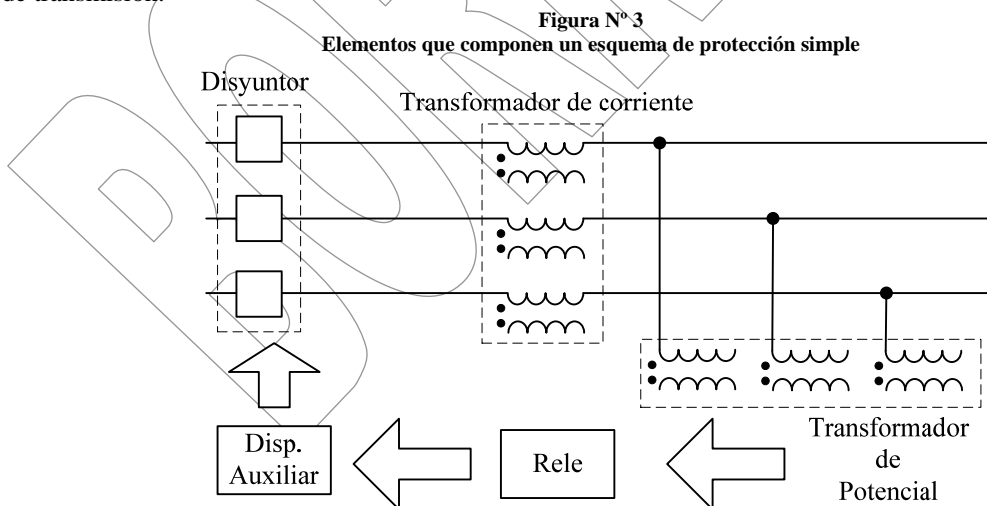 de transmisión.
Figura Nº 3
Elementos que componen un esquema de protección simple
Disyuntor
Transformador de corriente
Disp.
Auxiliar
Rele
Transformador
de
Potencial